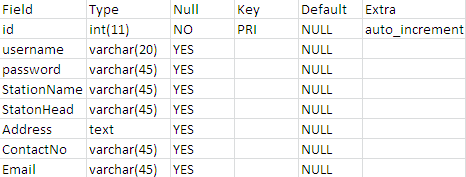 Field Type Null Key Default Extra
id int(11) NO PRI NULL auto_increment
username varchar(20) YES NULL
password varchar(45) YES NULL
StationName varchar(45) YES NULL
StatonHead varchar(45) YES NULL
Address text YES NULL
ContactNo varchar(45) YES NULL
Email varchar(45) YES NULL